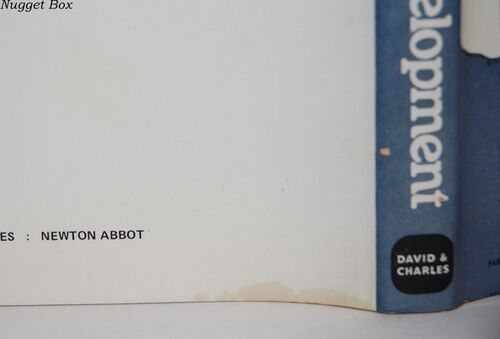 Nugget Box
ES : NEWTON ABBOT
elopment
DAVID &
CHARLES